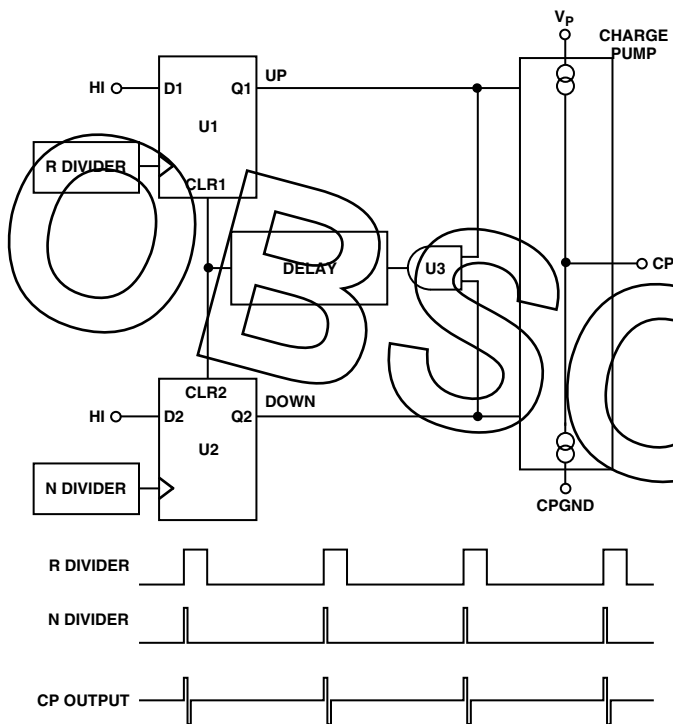 V_P
CHARGE
PUMP
UP
HI
D1
Q1
U1
R DIVIDER
CLR1
DELAY
U3
CP
CLR2
DOWN
HI
D2
Q2
U2
N DIVIDER
CPGND
R DIVIDER
N DIVIDER
CP OUTPUT
OBSO